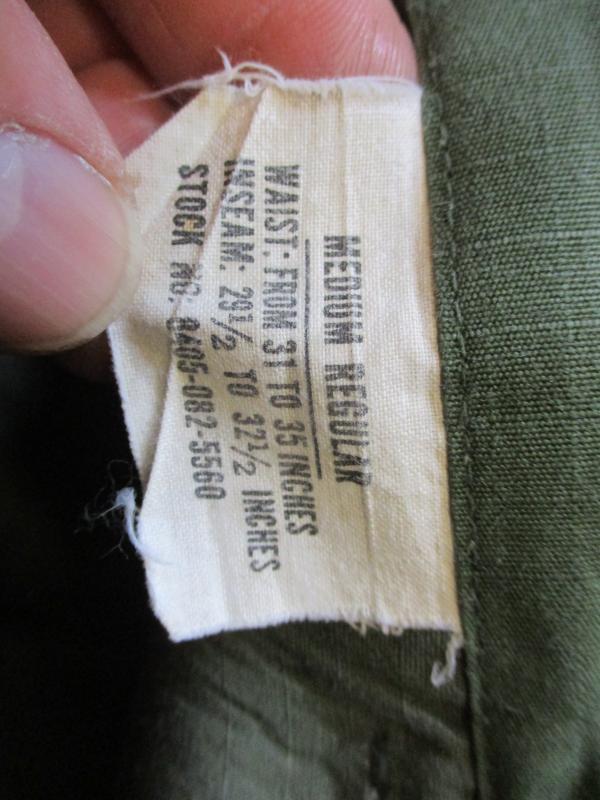 MEDIUM REGULAR
WAIST: FROM 31 TO 35 INCHES
INSEAM: 29½ TO 32½ INCHES
STOCK NO: 8405-082-5560